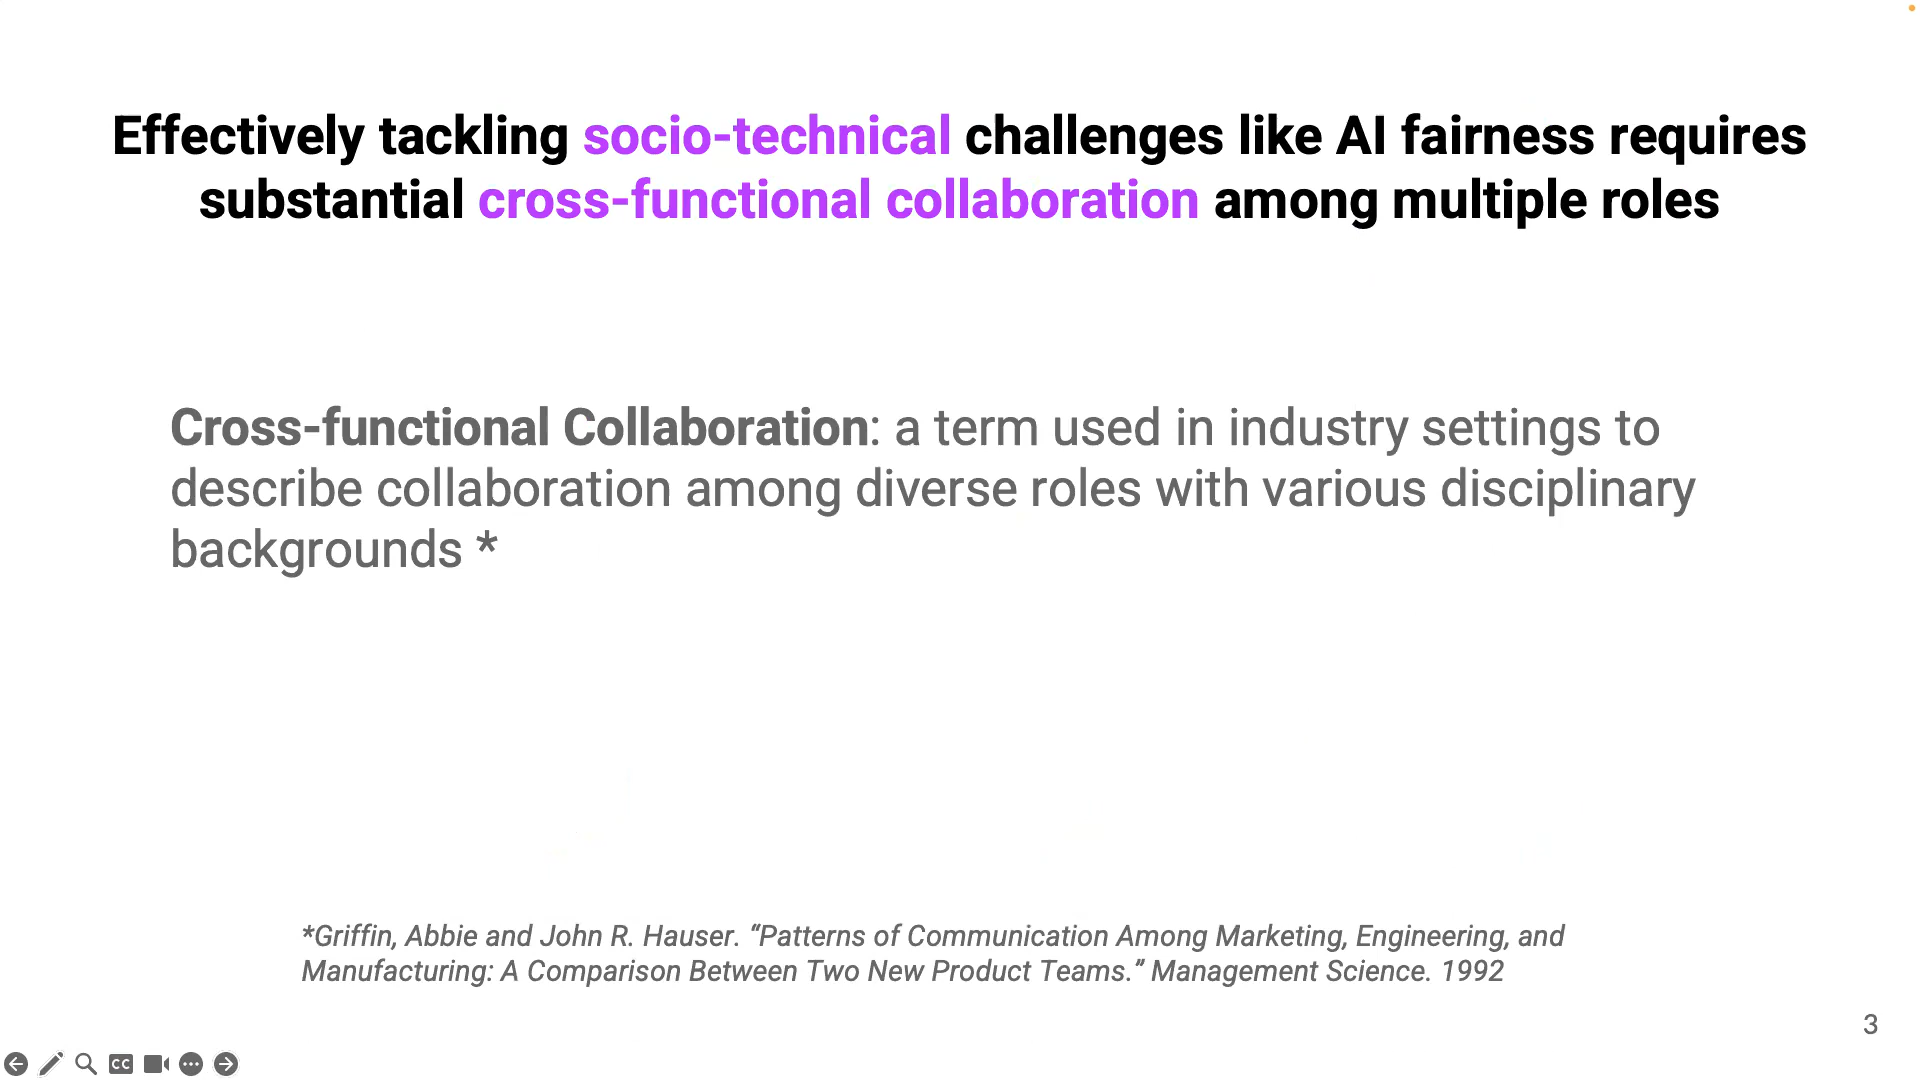 Effectively tackling socio-technical challenges like AI fairness requires
substantial cross-functional collaboration among multiple roles
Cross-functional Collaboration: a term used in industry settings to
describe collaboration among diverse roles with various disciplinary
backgrounds *
*Griffin, Abbie and John R. Hauser. “Patterns of Communication Among Marketing, Engineering, and
Manufacturing: A Comparison Between Two New Product Teams.” Management Science. 1992
3
CC